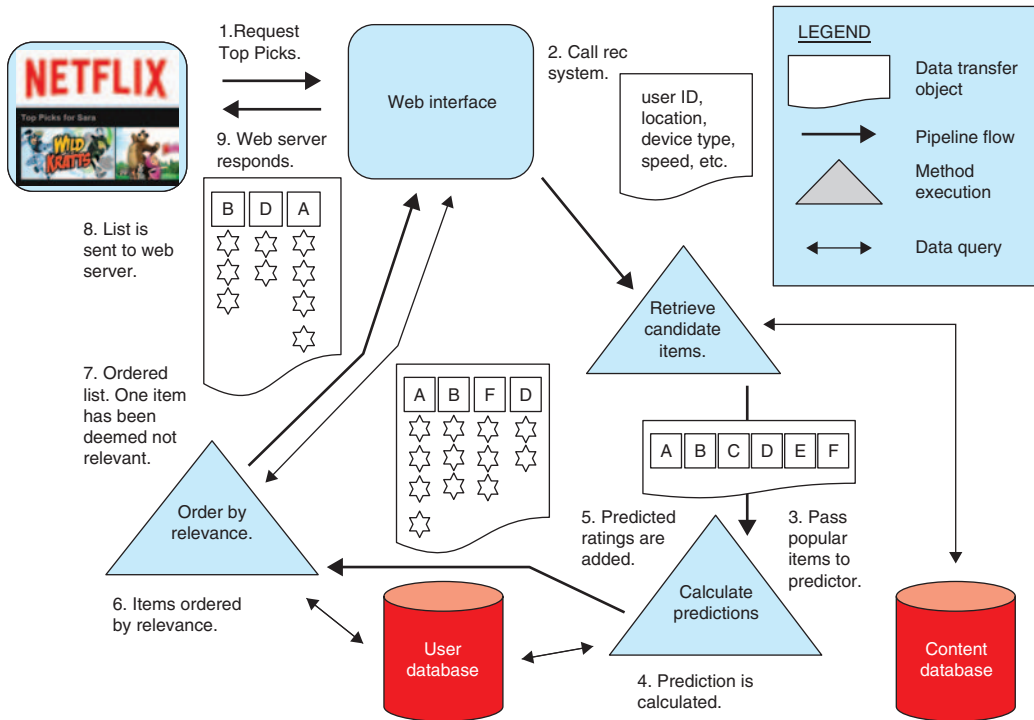 1.Request
Top Picks.
NETFLIX
Top Picks for Sara
WILD
KRATTS
9. Web server
responds.
Web interface
2. Call rec
system.
user ID,
location,
device type,
speed, etc.
LEGEND
Data transfer
object
Pipeline flow
Method
execution
Data query
8. List is
sent to web
server.
B D A
Retrieve
candidate
items.
7. Ordered
list. One item
has been
deemed not
relevant.
A B F D
A B C D E F
Order by
relevance.
5. Predicted
ratings are
added.
3. Pass
popular
items to
predictor.
Calculate
predictions
6. Items ordered
by relevance.
User
database
4. Prediction is
calculated.
Content
database